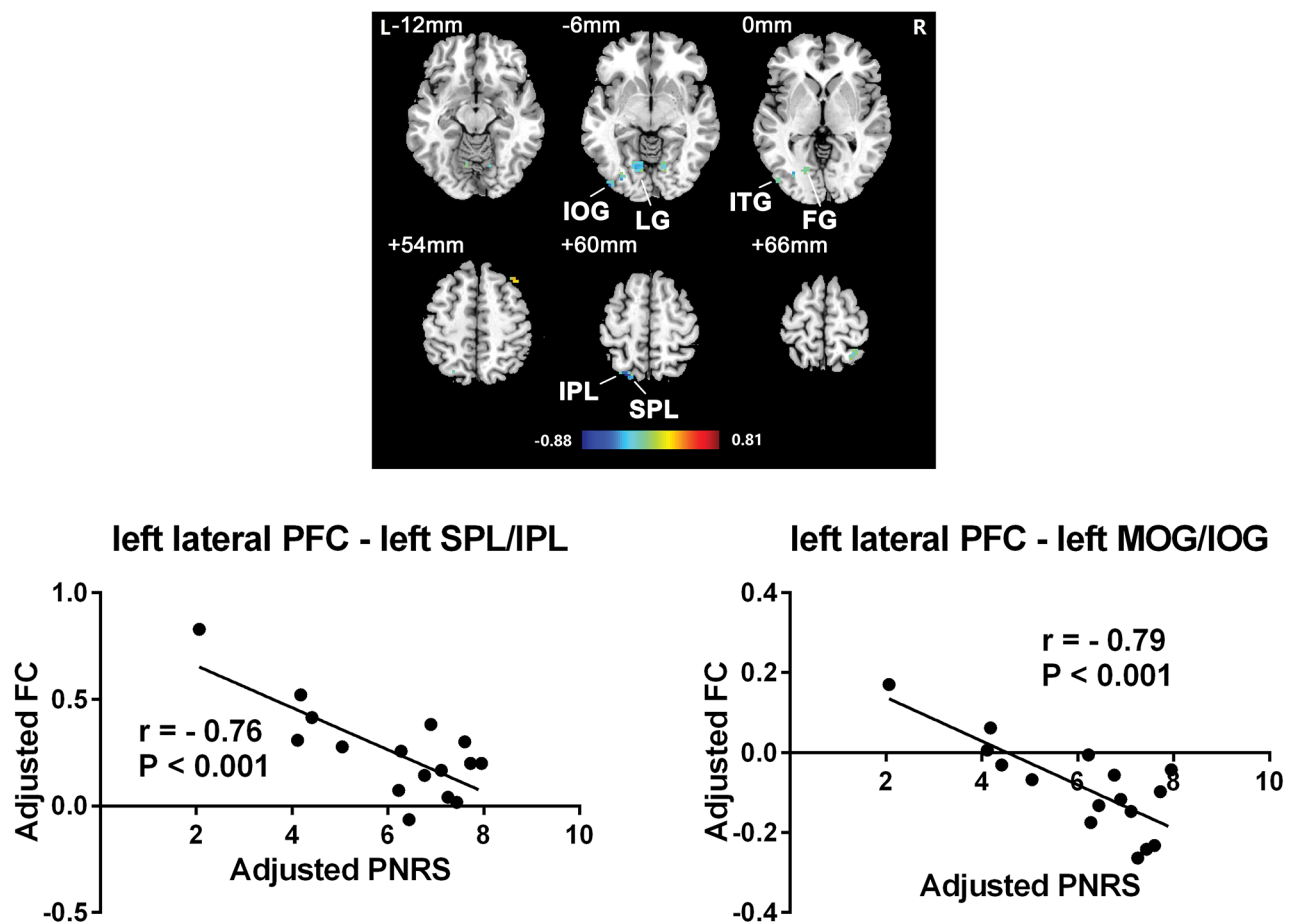 L -12mm -6mm 0mm R
IOG LG ITG FG
+54mm +60mm +66mm
IPL SPL
-0.88 0.81
left lateral PFC - left SPL/IPL
1.0
0.5
0.0
-0.5
Adjusted FC
r = - 0.76
P < 0.001
2 4 6 8 10
Adjusted PNRS
left lateral PFC - left MOG/IOG
0.4
0.2
0.0
-0.2
-0.4
Adjusted FC
r = - 0.79
P < 0.001
2 4 6 8 10
Adjusted PNRS